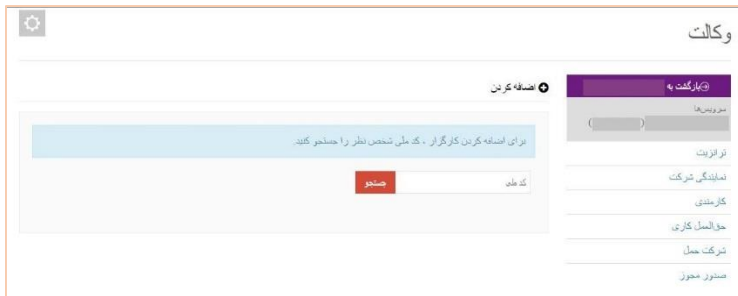 وکالت
بازگشت به
سرویس‌ها
( )
ترانزیت
نمایندگی شرکت
کارمندی
حق‌العمل کاری
شرکت حمل
صدور مجوز
اضافه کردن
برای اضافه کردن کارگزار ، کد ملی شخص نظر را جستجو کنید.
کد ملی
جستجو